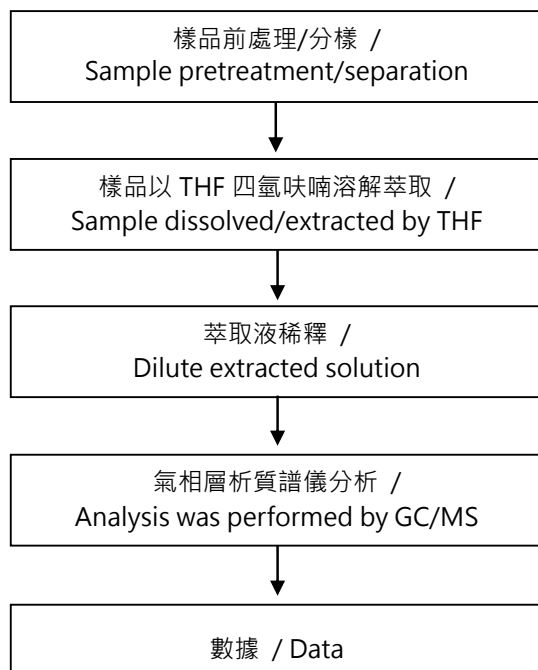 樣品前處理/分樣 /
Sample pretreatment/separation
樣品以 THF 四氫呋喃溶解萃取 /
Sample dissolved/extracted by THF
萃取液稀釋 /
Dilute extracted solution
氣相層析質譜儀分析 /
Analysis was performed by GC/MS
數據 / Data